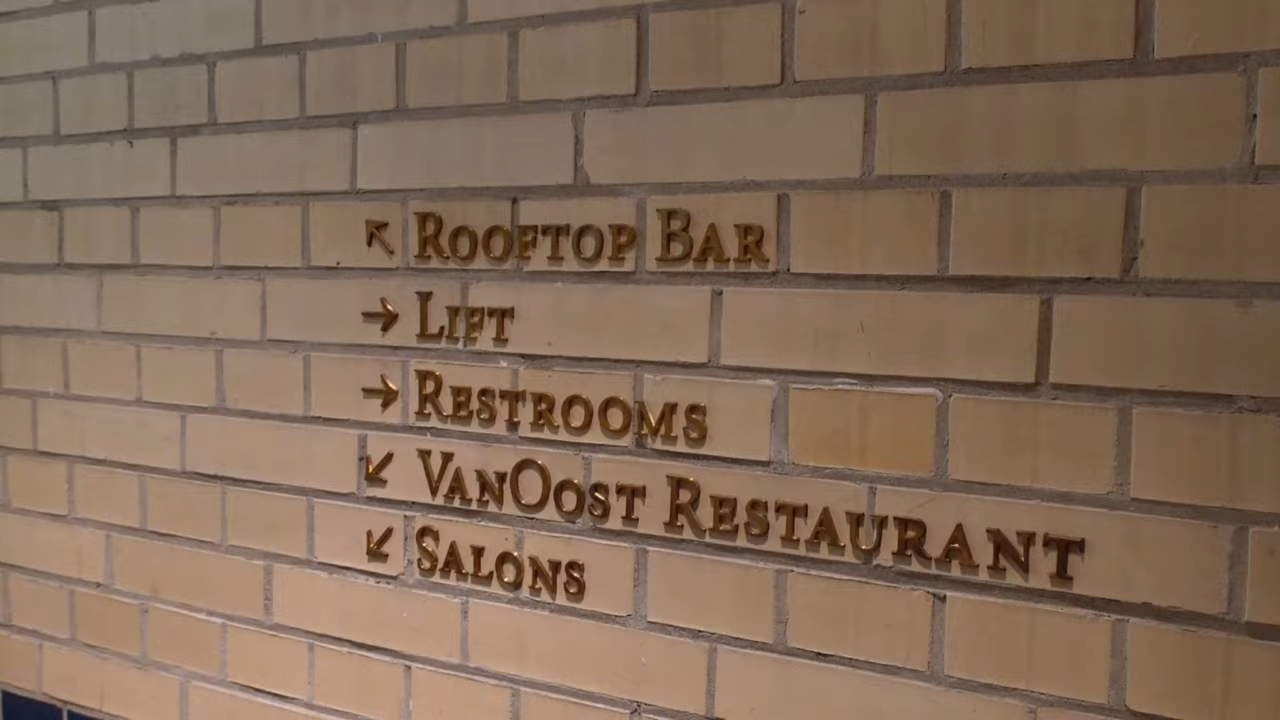 ↖ Rooftop Bar
→ Lift
→ Restrooms
↙ VanOost Restaurant
↙ Salons